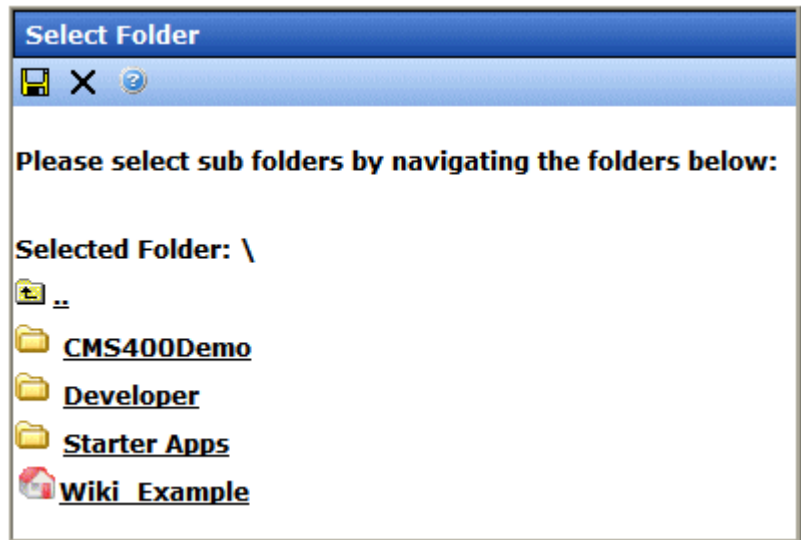 Select Folder
Please select sub folders by navigating the folders below:
Selected Folder: \
..
CMS400Demo
Developer
Starter Apps
Wiki_Example